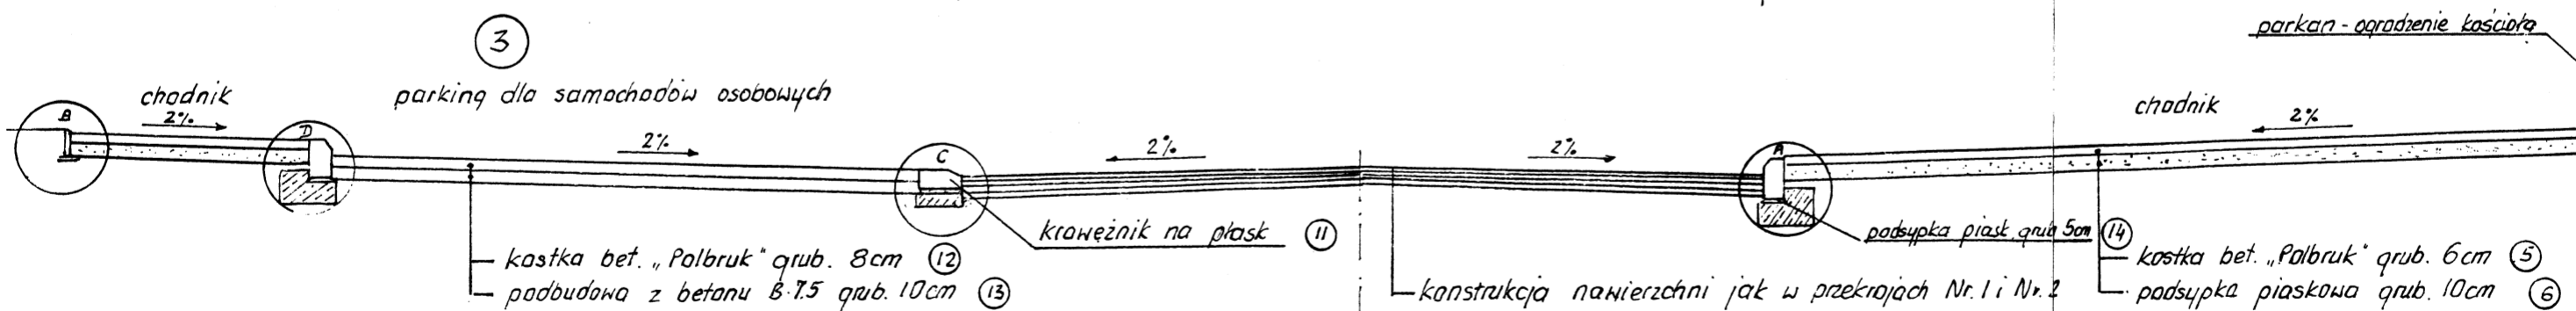 parkan - ogrodzenie kościoła
3
chodnik
parking dla samochodów osobowych
chodnik
B
2%
D
2%
C
2%
2%
A
2%
krawężnik na płask 11
podsypka piask. grub 5cm 14
kostka bet. „Polbruk" grub. 8cm 12
kostka bet. „Polbruk" grub. 6cm 5
podbudowa z betonu B-7.5 grub. 10cm 13
konstrukcja nawierzchni jak w przekrojach Nr. 1 i Nr. 2
podsypka piaskowa grub. 10cm 6